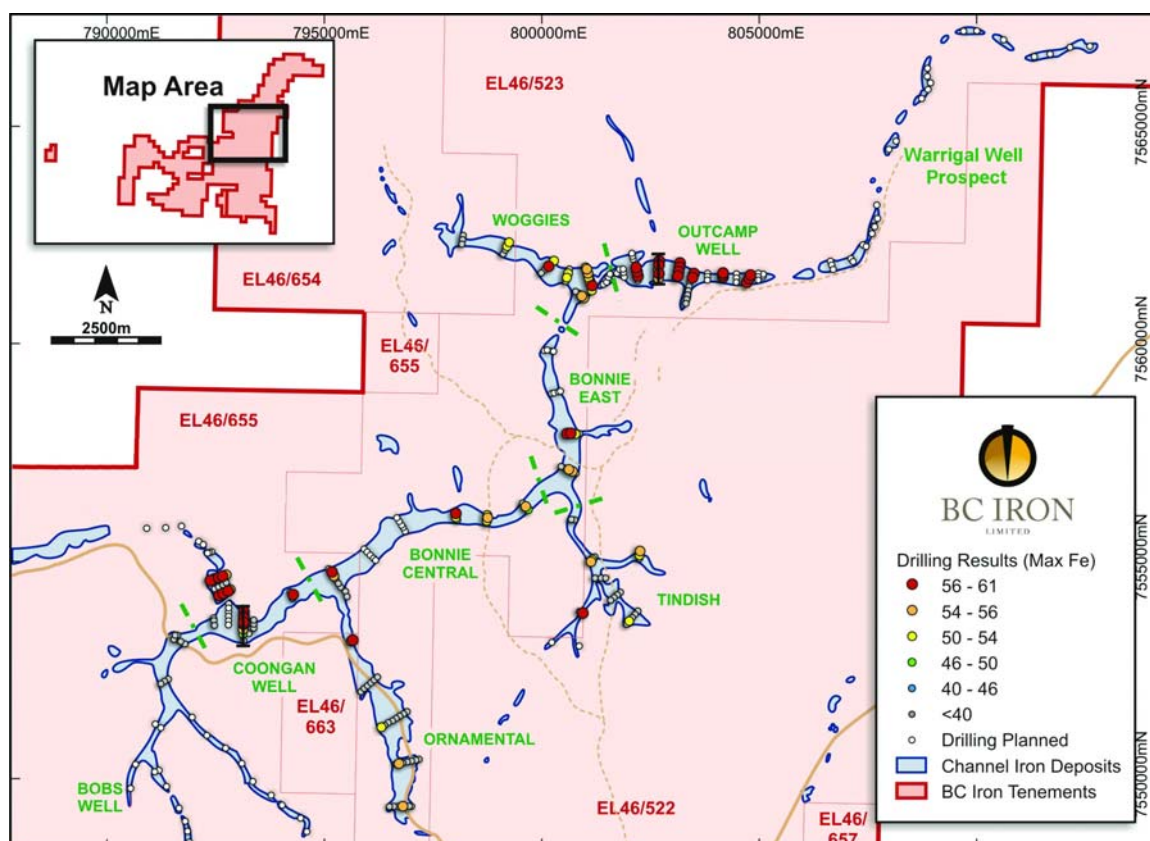 790000mE
795000mE
800000mE
805000mE
Map Area
EL46/523
7565000mN
Warrigal Well
Prospect
WOGGIES
OUTCAMP
WELL
EL46/654
N
2500m
EL46/
655
7560000mN
BONNIE
EAST
EL46/655
BC IRON
LIMITED
Drilling Results (Max Fe)
56 - 61
54 - 56
50 - 54
46 - 50
40 - 46
<40
Drilling Planned
Channel Iron Deposits
BC Iron Tenements
7555000mN
BONNIE
CENTRAL
TINDISH
COONGAN
WELL
EL46/
663
ORNAMENTAL
BOBS
WELL
EL46/522
EL46/
657
7550000mN